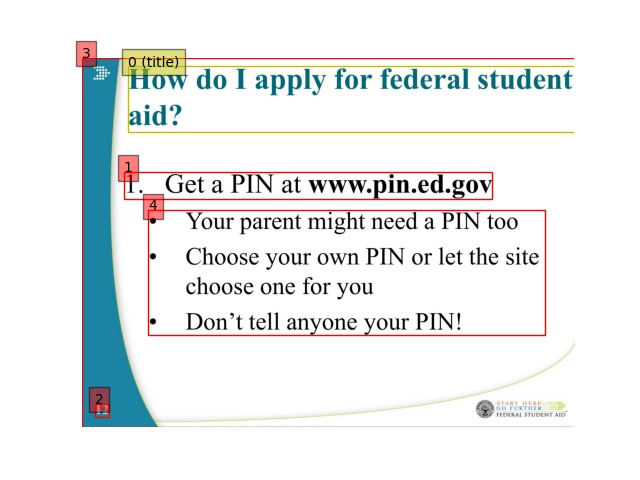 3
0 (title)
How do I apply for federal student
aid?
1
1. Get a PIN at www.pin.ed.gov
4
• Your parent might need a PIN too
• Choose your own PIN or let the site
choose one for you
• Don’t tell anyone your PIN!
2
12
START HERE
GO FURTHER
FEDERAL STUDENT AID